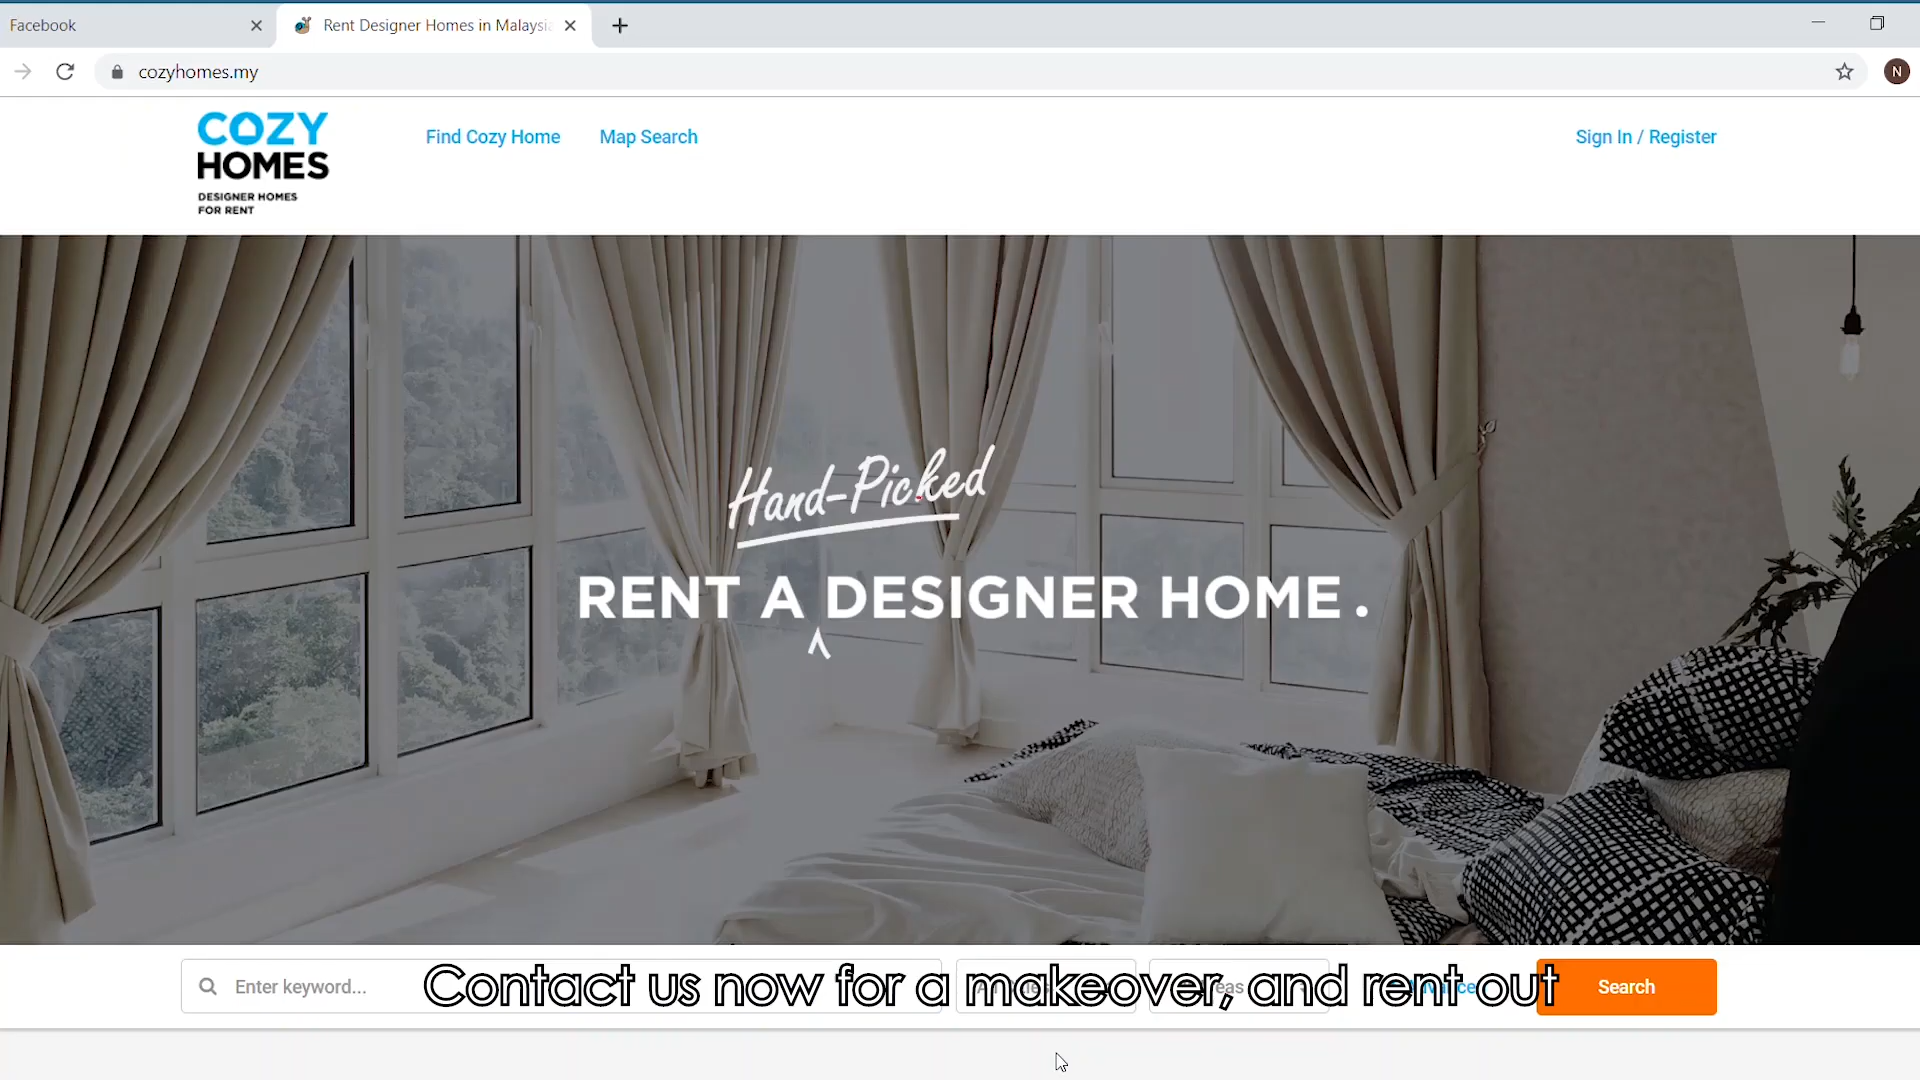 Facebook
Rent Designer Homes in Malaysia
cozyhomes.my
N
COZY
HOMES
DESIGNER HOMES
FOR RENT
Find Cozy Home
Map Search
Sign In / Register
Hand-Picked
RENT A DESIGNER HOME.
Enter keyword...
Search
Contact us now for a makeover, and rent out